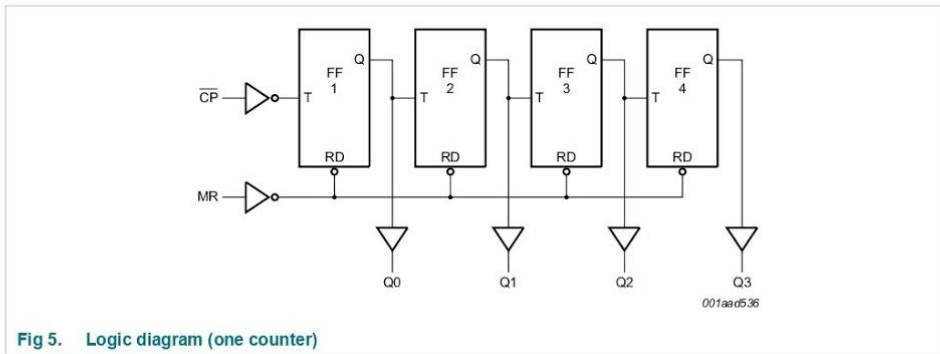 Q Q Q Q
FF FF FF FF
1 2 3 4
CP T T T T
RD RD RD RD
MR
Q0 Q1 Q2 Q3
001aad536
Fig 5. Logic diagram (one counter)